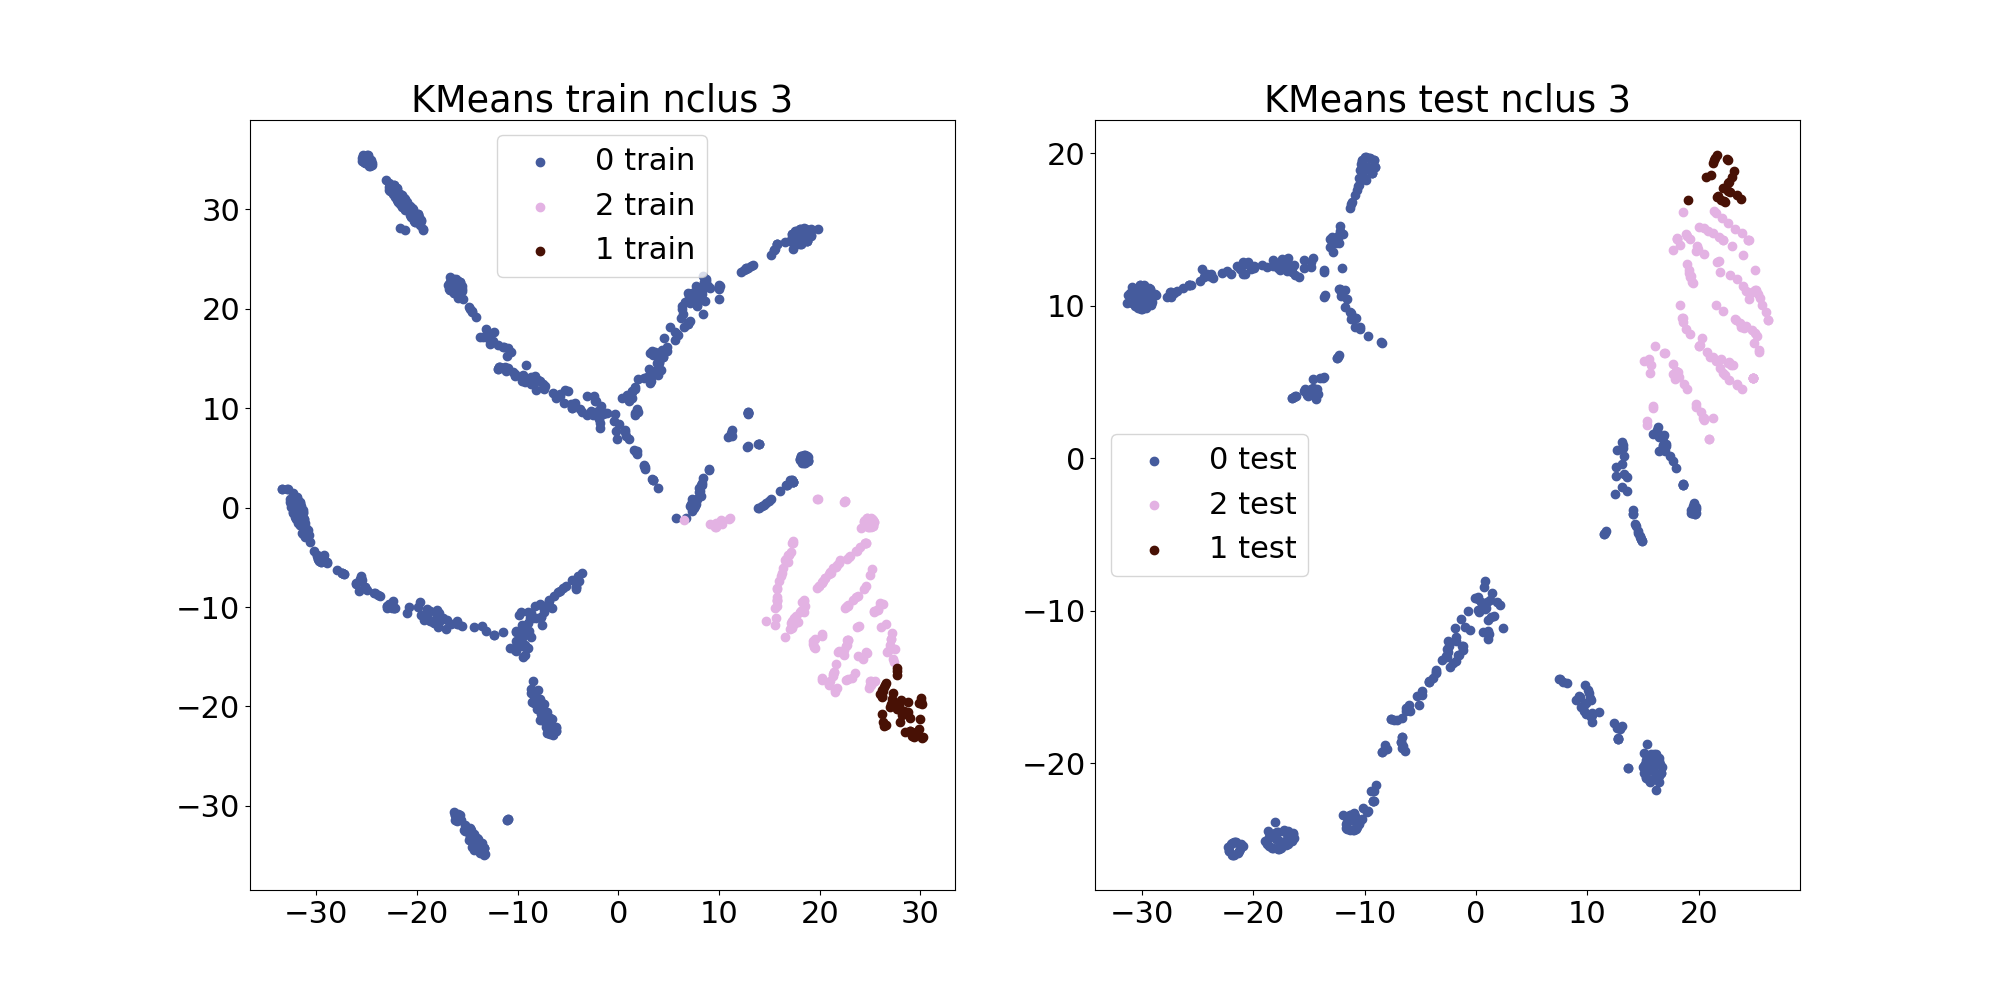 KMeans train nclus 3
0 train
2 train
1 train
30
20
10
0
−10
−20
−30
−30 −20 −10 0 10 20 30
KMeans test nclus 3
20
10
0
−10
−20
0 test
2 test
1 test
−30 −20 −10 0 10 20